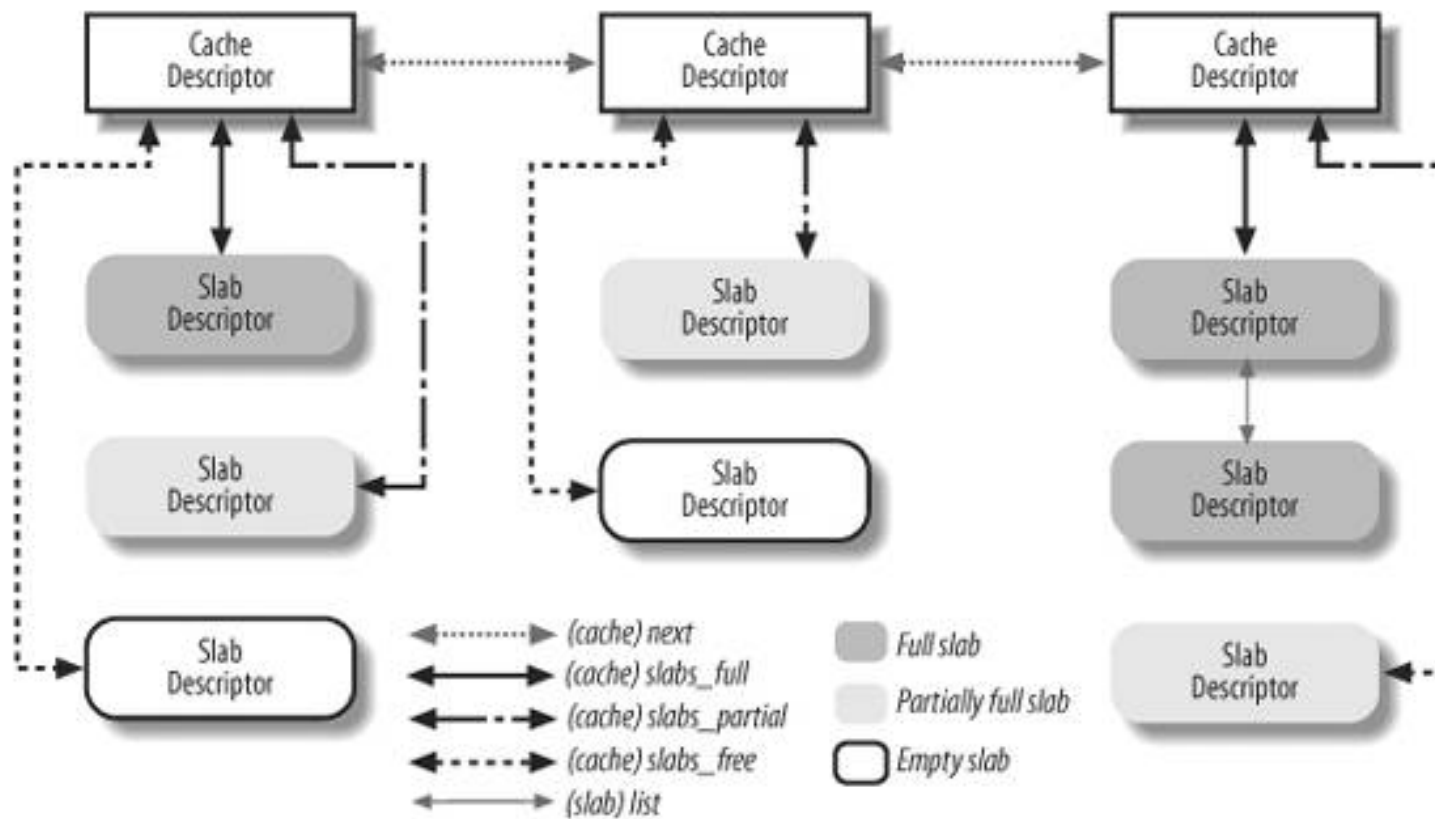 Cache
Descriptor
Cache
Descriptor
Cache
Descriptor
Slab
Descriptor
Slab
Descriptor
Slab
Descriptor
Slab
Descriptor
Slab
Descriptor
Slab
Descriptor
Slab
Descriptor
Slab
Descriptor
(cache) next
(cache) slabs_full
(cache) slabs_partial
(cache) slabs_free
(slab) list
Full slab
Partially full slab
Empty slab